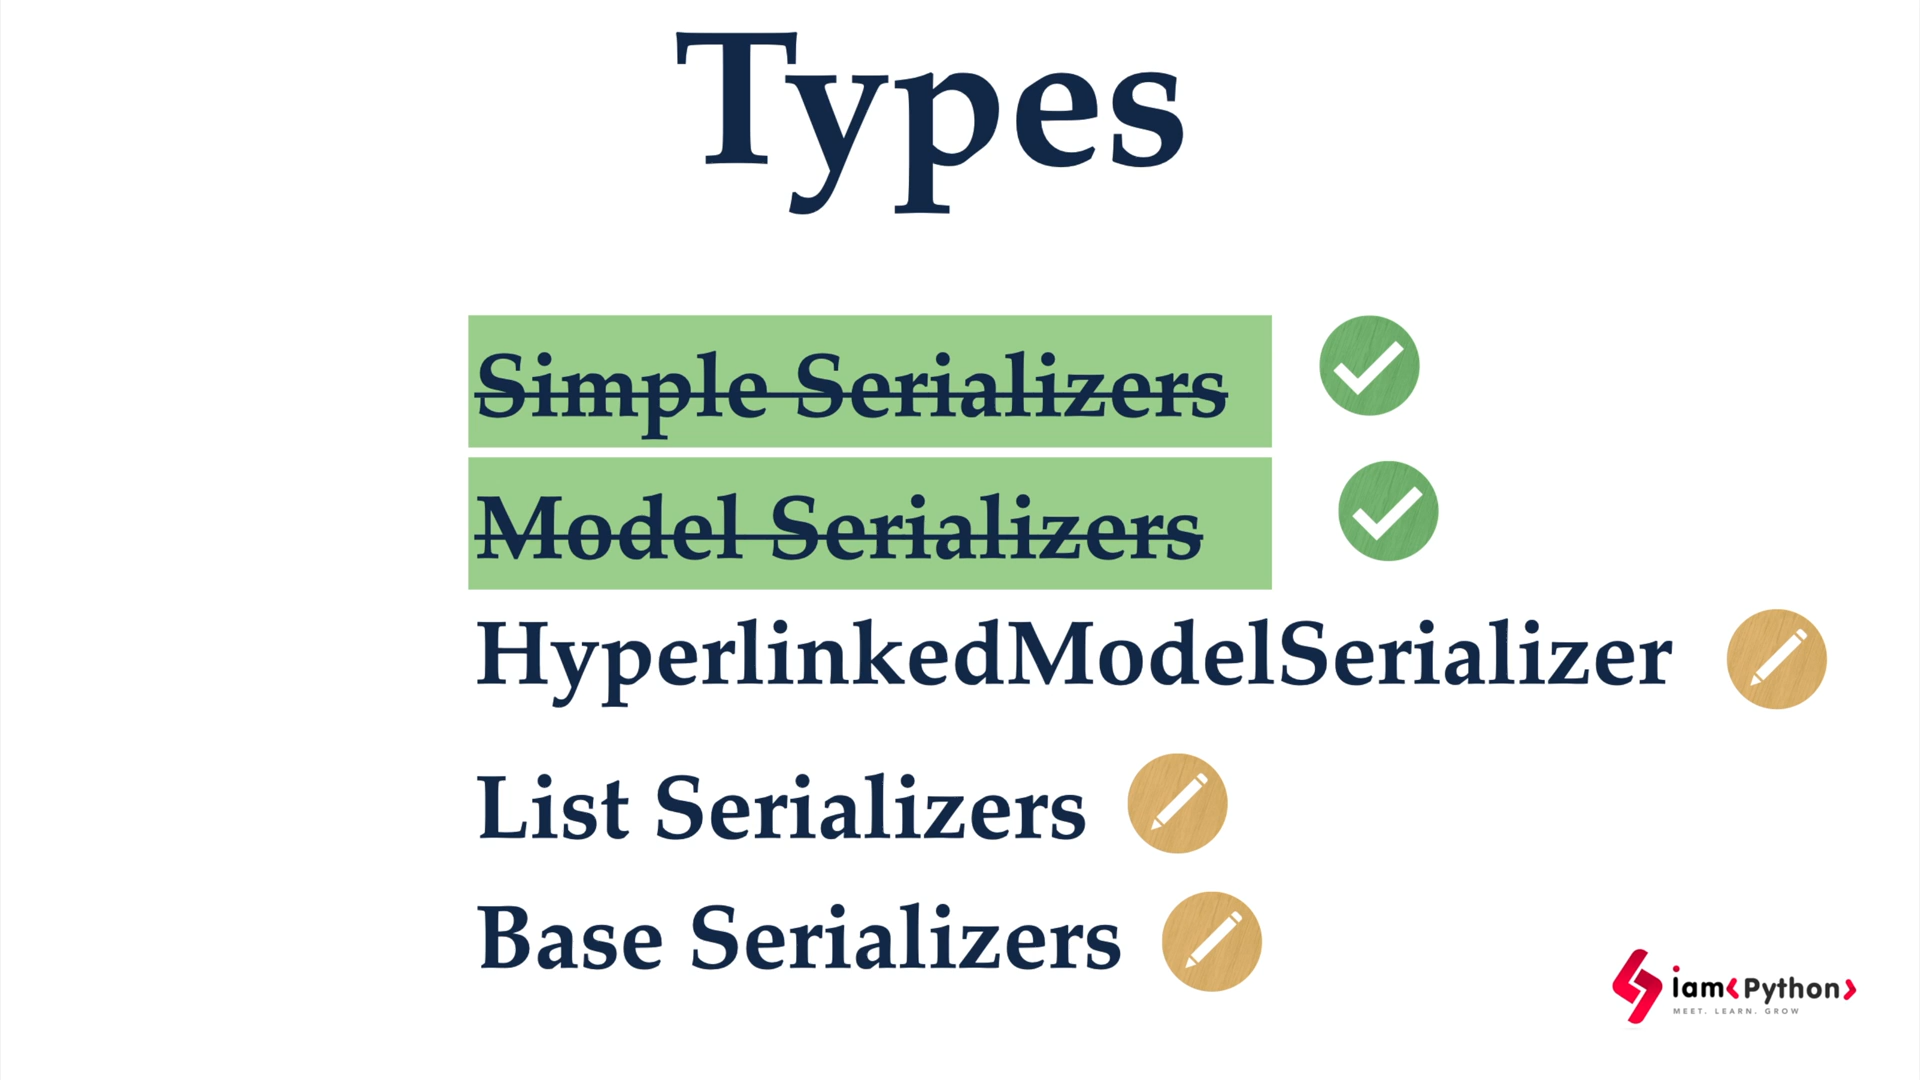 Types
Simple Serializers
Model Serializers
HyperlinkedModelSerializer
List Serializers
Base Serializers
iam<Python>
MEET. LEARN. GROW